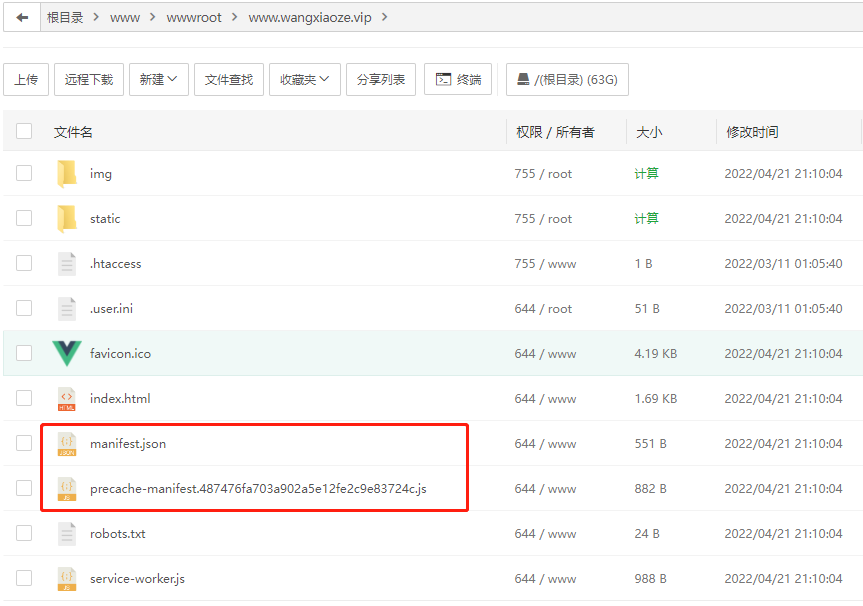 根目录 > www > wwwroot > www.wangxiaoze.vip >
上传 远程下载 新建 文件查找 收藏夹 分享列表 终端 /(根目录) (63G)
文件名 权限 / 所有者 大小 修改时间
img 755 / root 计算 2022/04/21 21:10:04
static 755 / root 计算 2022/04/21 21:10:04
.htaccess 755 / www 1 B 2022/03/11 01:05:40
.user.ini 644 / root 51 B 2022/03/11 01:05:40
favicon.ico 644 / www 4.19 KB 2022/04/21 21:10:04
HTML index.html 644 / www 1.69 KB 2022/04/21 21:10:04
JSON manifest.json 644 / www 551 B 2022/04/21 21:10:04
JS precache-manifest.487476fa703a902a5e12fe2c9e83724c.js 644 / www 882 B 2022/04/21 21:10:04
robots.txt 644 / www 24 B 2022/04/21 21:10:04
JS service-worker.js 644 / www 988 B 2022/04/21 21:10:04